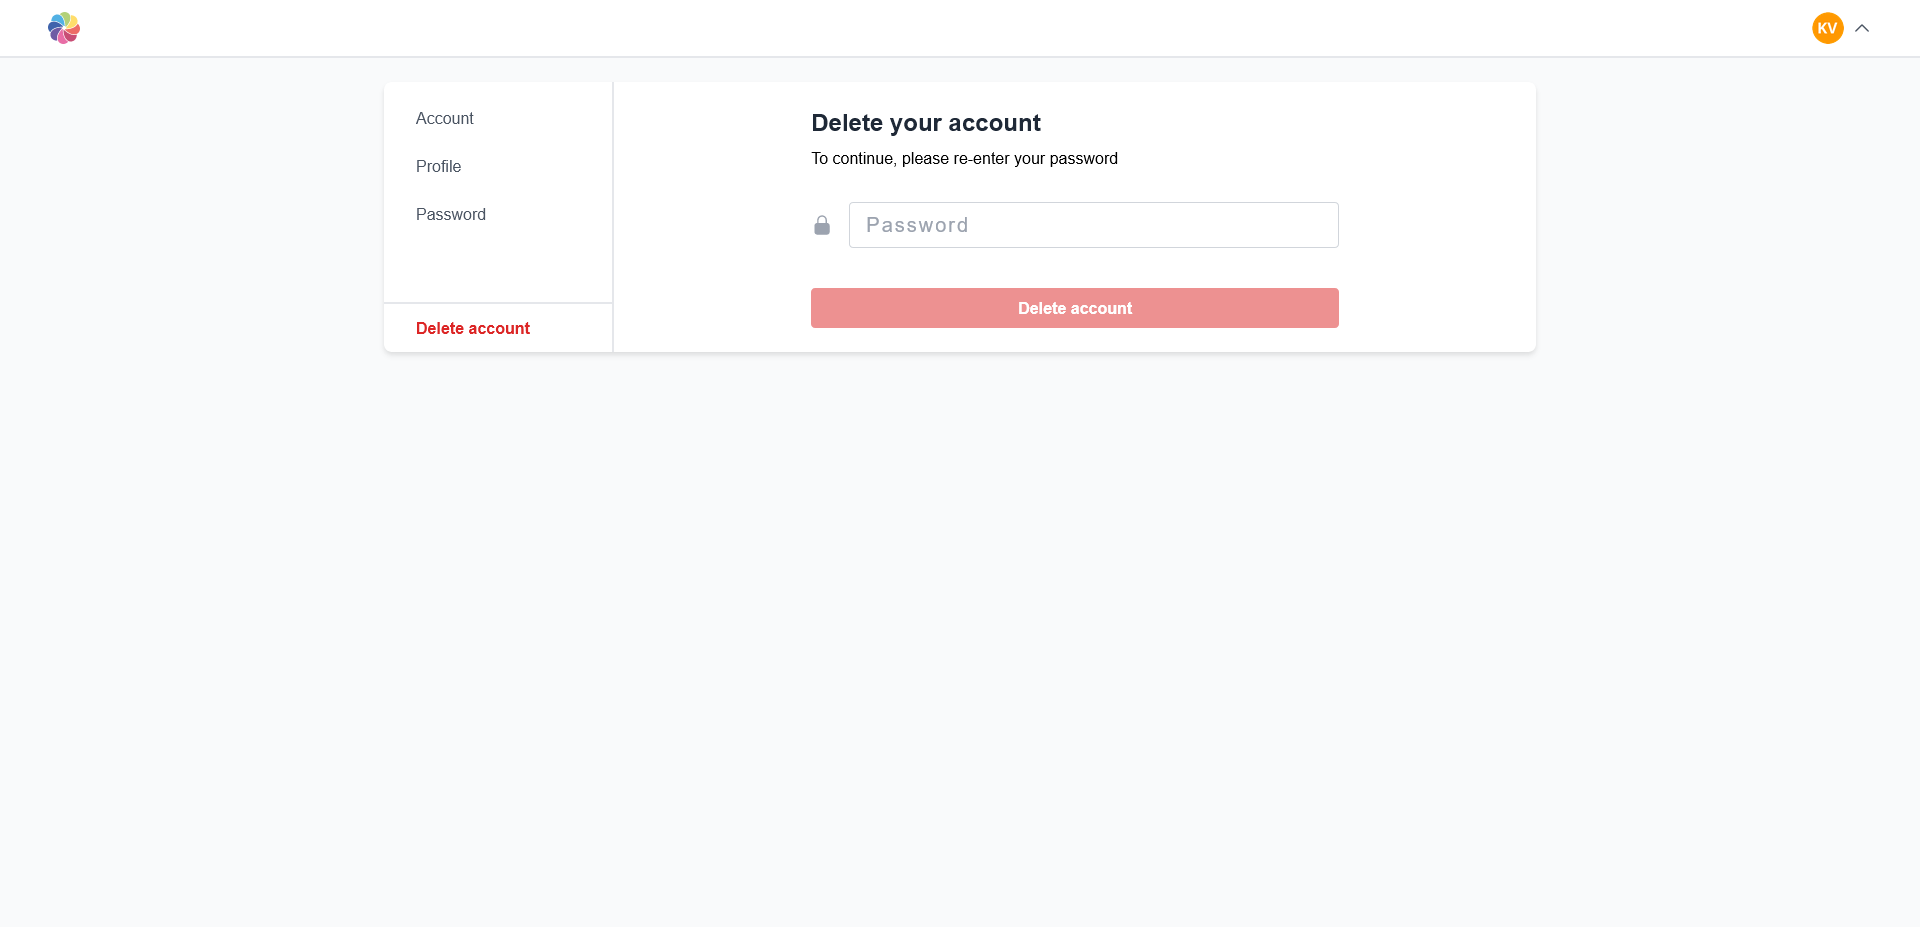 KV
Account
Profile
Password
Delete account
Delete your account
To continue, please re-enter your password
Password
Delete account